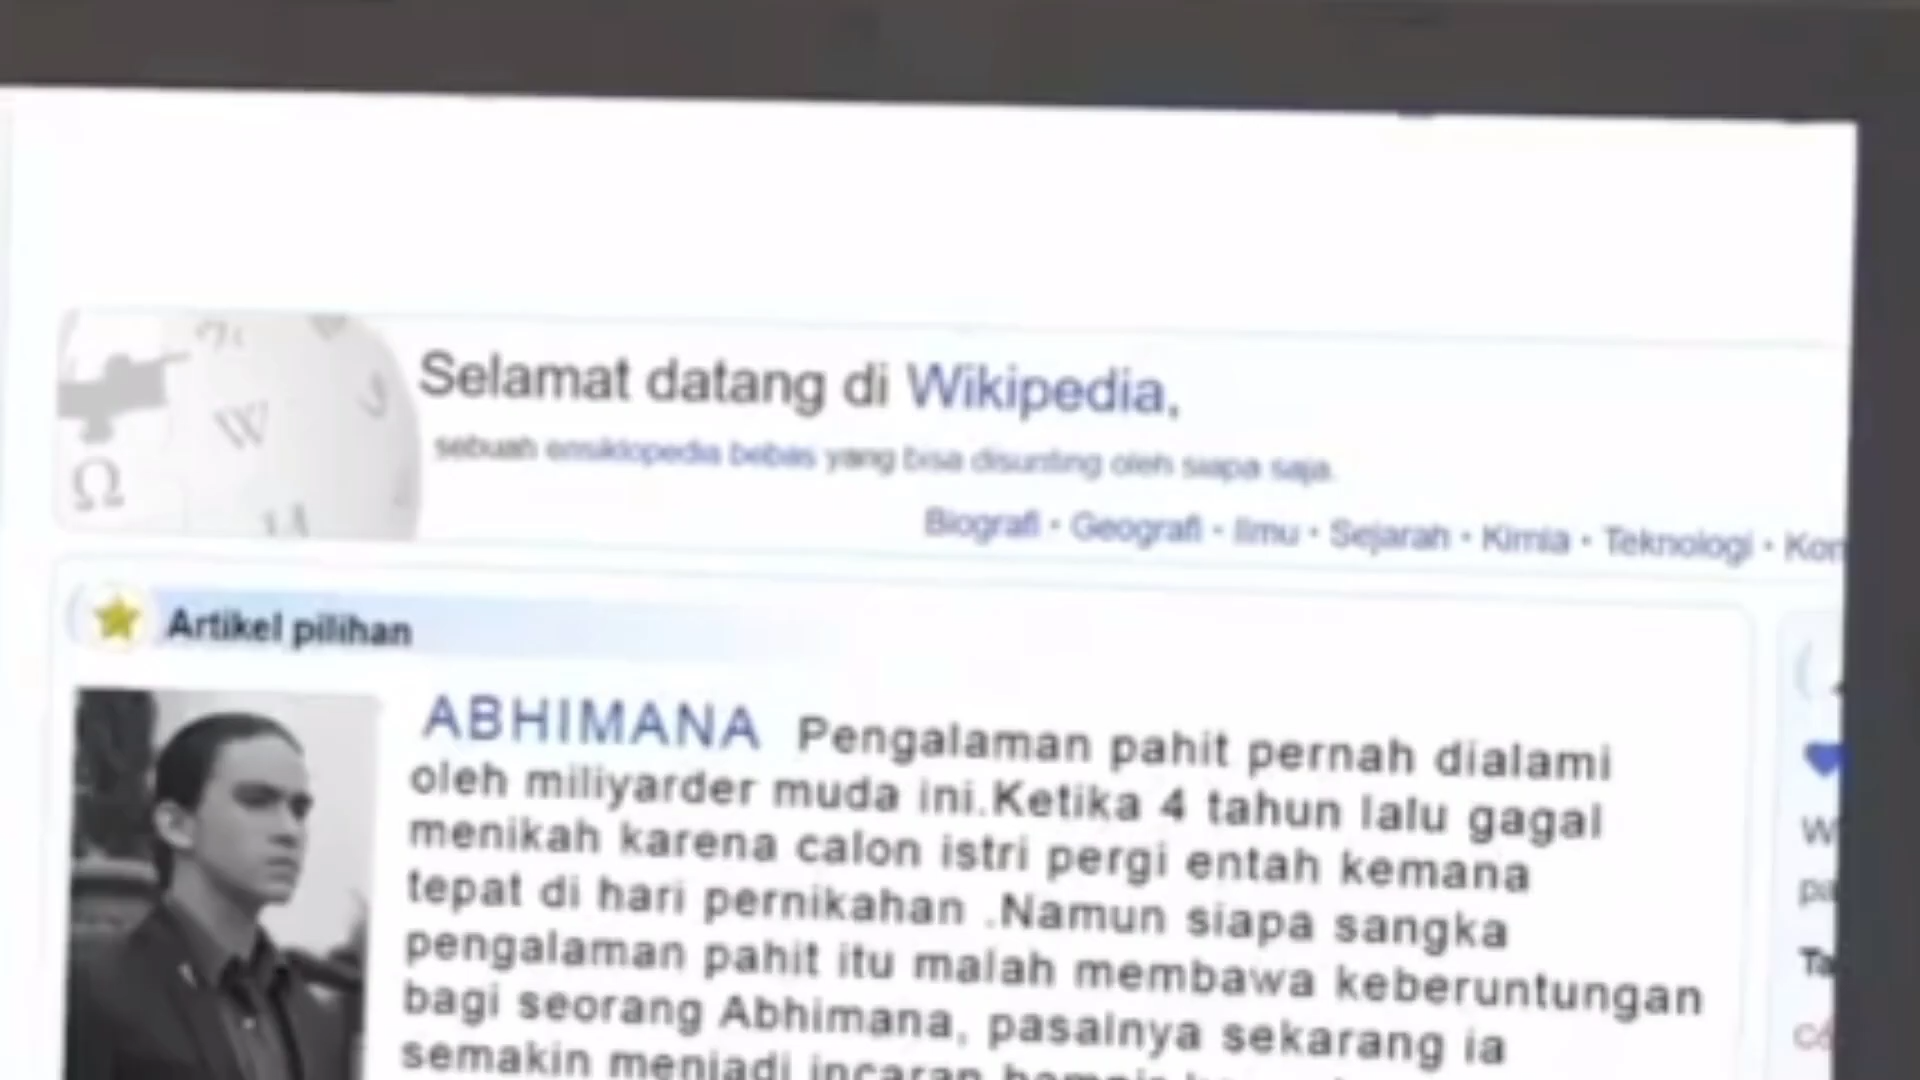 Selamat datang di Wikipedia,
sebuah ensiklopedia bebas yang bisa disunting oleh siapa saja.
Biografi · Geografi · Ilmu · Sejarah · Kimia · Teknologi ·
Artikel pilihan
ABHIMANA Pengalaman pahit pernah dialami
oleh miliyarder muda ini.Ketika 4 tahun lalu gagal
menikah karena calon istri pergi entah kemana
tepat di hari pernikahan .Namun siapa sangka
pengalaman pahit itu malah membawa keberuntungan
bagi seorang Abhimana, pasalnya sekarang ia
semakin menjadi incaran